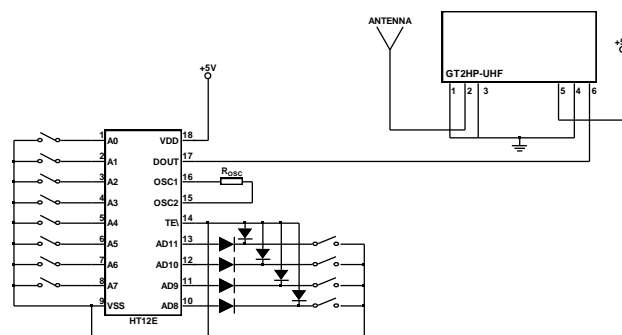 ANTENNA
GT2HP-UHF
1 2 3 5 4 6
+5V
1 A0 VDD 18
2 A1 DOUT 17
3 A2 OSC1 16
ROSC
4 A3 OSC2 15
5 A4 TE\ 14
6 A5 AD11 13
7 A6 AD10 12
8 A7 AD9 11
9 VSS AD8 10
HT12E